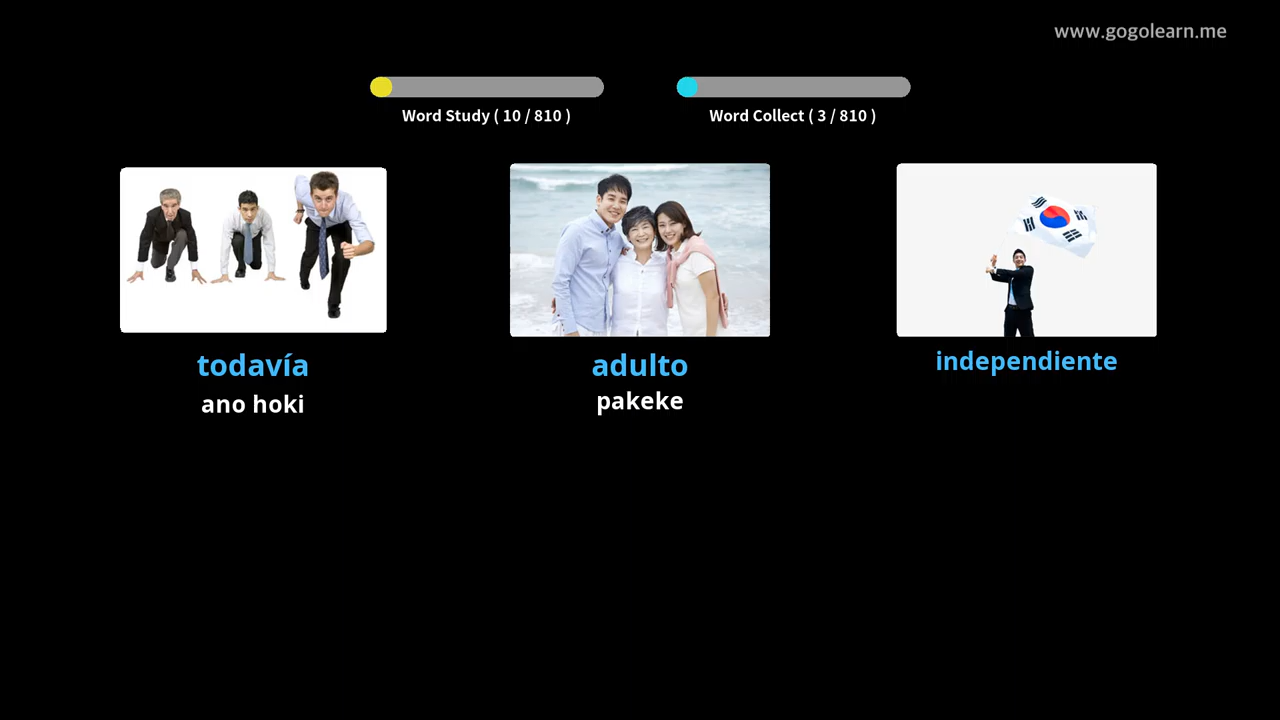 www.gogolearn.me
Word Study ( 10 / 810 )
Word Collect ( 3 / 810 )
todavía
ano hoki
adulto
pakeke
independiente